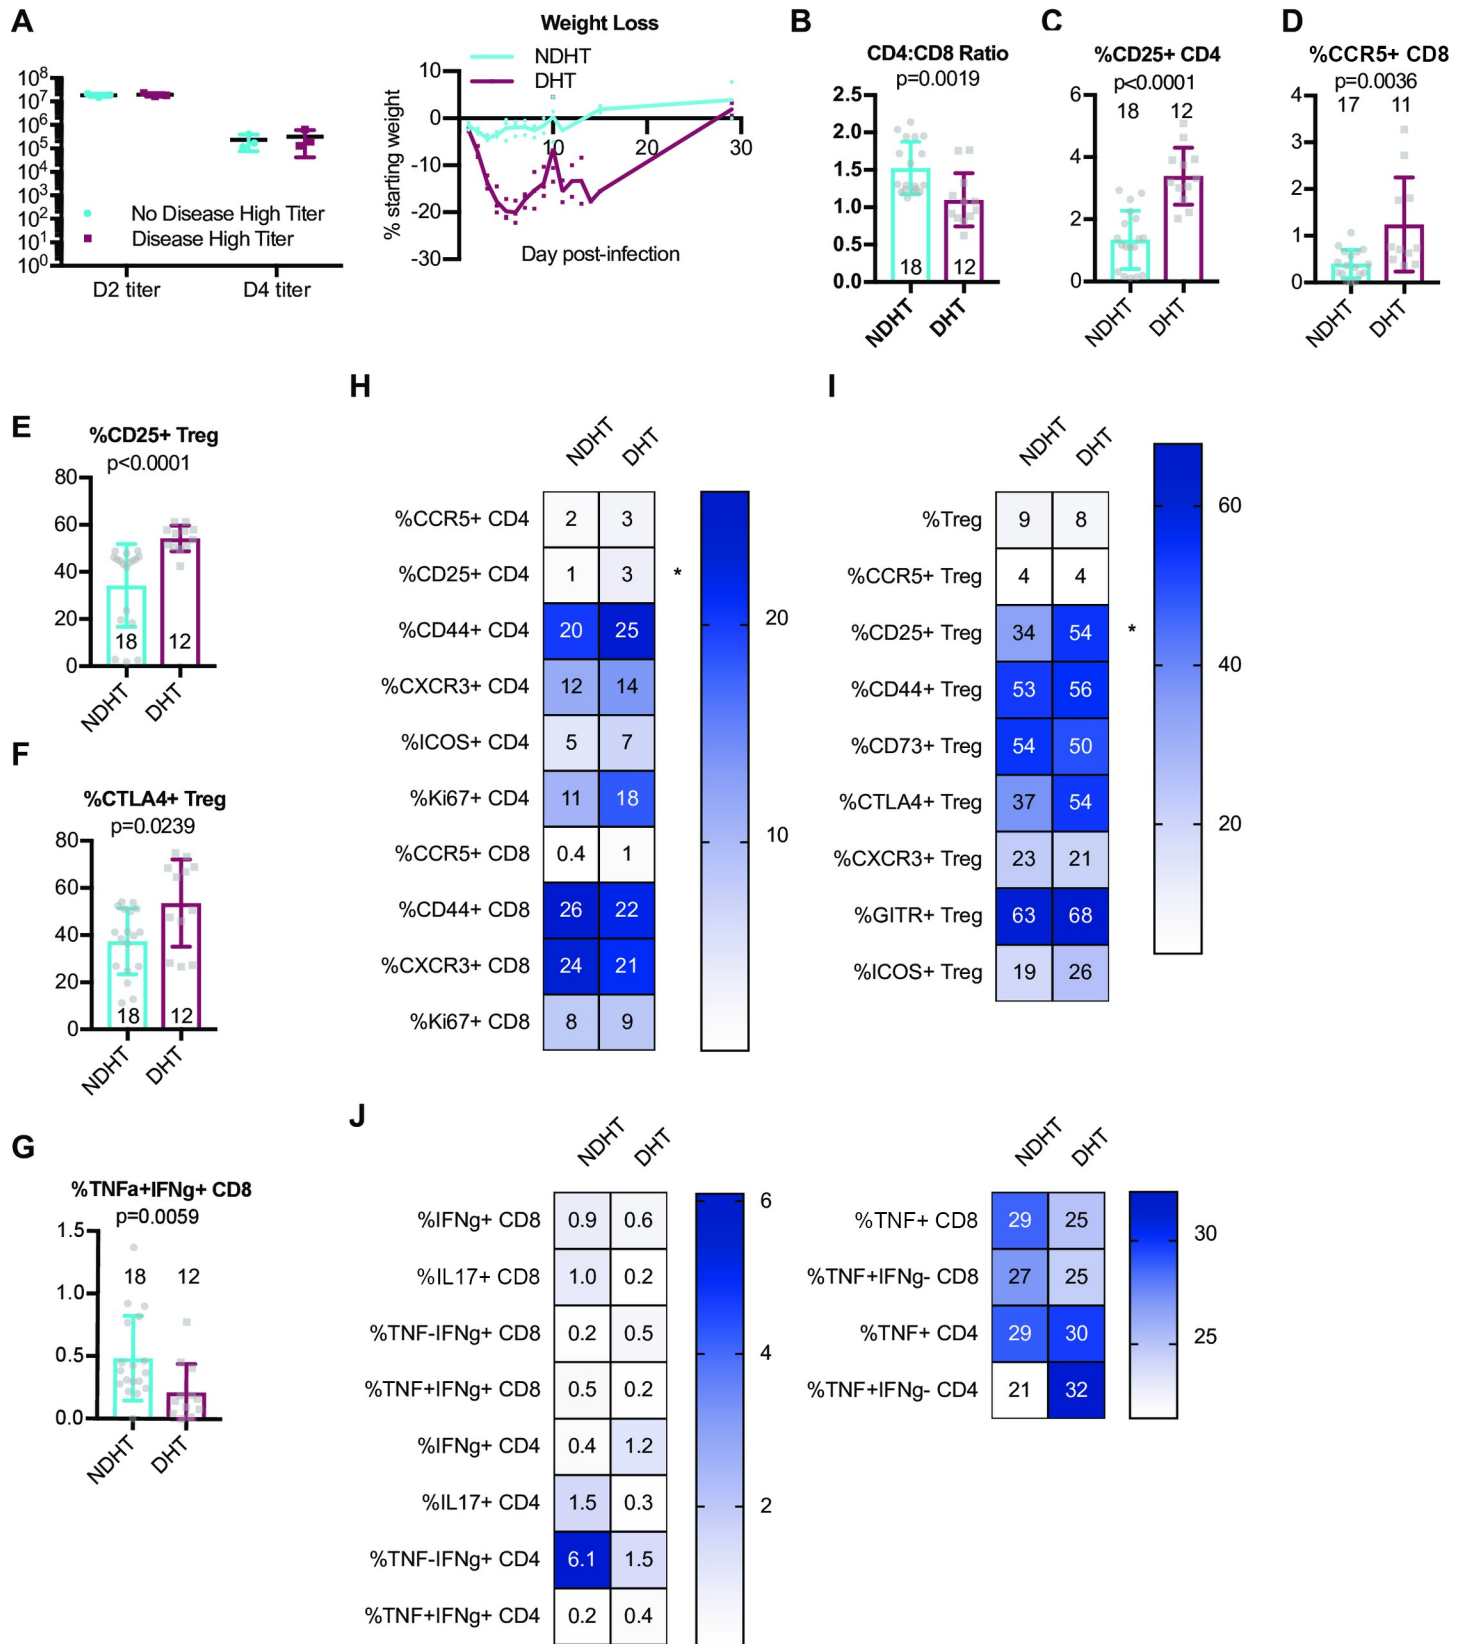 A
10^8
10^7
10^6
10^5
10^4
10^3
10^2
10^1
10^0
No Disease High Titer
Disease High Titer
D2 titer
D4 titer
Weight Loss
NDHT
DHT
% starting weight
10
0
-10
-20
-30
10
20
30
Day post-infection
B
CD4:CD8 Ratio
p=0.0019
2.5
2.0
1.5
1.0
0.5
0.0
18
12
NDHT
DHT
C
%CD25+ CD4
p<0.0001
6
4
2
0
18
12
NDHT
DHT
D
%CCR5+ CD8
p=0.0036
4
3
2
1
0
17
11
NDHT
DHT
E
%CD25+ Treg
p<0.0001
80
60
40
20
0
18
12
NDHT
DHT
F
%CTLA4+ Treg
p=0.0239
80
60
40
20
0
18
12
NDHT
DHT
G
%TNFa+IFNg+ CD8
p=0.0059
1.5
1.0
0.5
0.0
18
12
NDHT
DHT
H
NDHT
DHT
%CCR5+ CD4 2 3
%CD25+ CD4 1 3 *
%CD44+ CD4 20 25
%CXCR3+ CD4 12 14
%ICOS+ CD4 5 7
%Ki67+ CD4 11 18
%CCR5+ CD8 0.4 1
%CD44+ CD8 26 22
%CXCR3+ CD8 24 21
%Ki67+ CD8 8 9
20
10
I
NDHT
DHT
%Treg 9 8
%CCR5+ Treg 4 4
%CD25+ Treg 34 54 *
%CD44+ Treg 53 56
%CD73+ Treg 54 50
%CTLA4+ Treg 37 54
%CXCR3+ Treg 23 21
%GITR+ Treg 63 68
%ICOS+ Treg 19 26
60
40
20
J
NDHT
DHT
%IFNg+ CD8 0.9 0.6
%IL17+ CD8 1.0 0.2
%TNF-IFNg+ CD8 0.2 0.5
%TNF+IFNg+ CD8 0.5 0.2
%IFNg+ CD4 0.4 1.2
%IL17+ CD4 1.5 0.3
%TNF-IFNg+ CD4 6.1 1.5
%TNF+IFNg+ CD4 0.2 0.4
6
4
2
NDHT
DHT
%TNF+ CD8 29 25
%TNF+IFNg- CD8 27 25
%TNF+ CD4 29 30
%TNF+IFNg- CD4 21 32
30
25